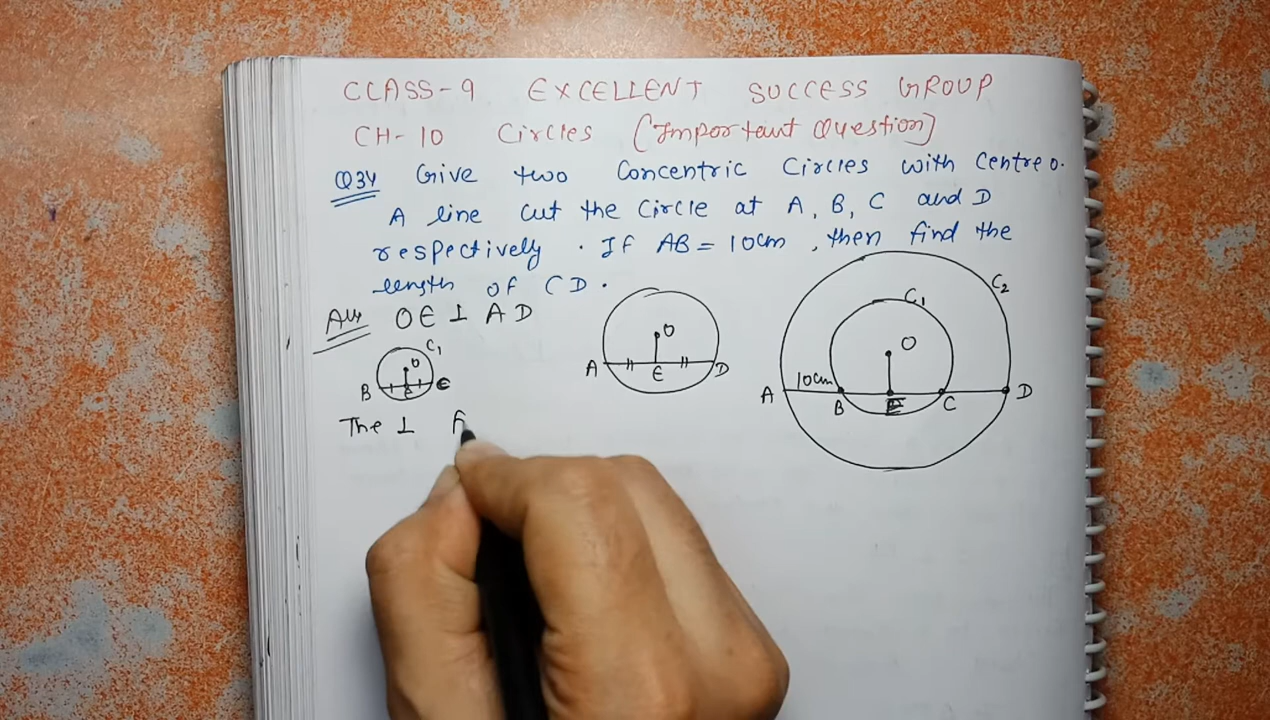 CLASS-9 EXCELLENT SUCCESS GROUP
CH-10 Circles (Important Question)
Q34 Give two Concentric Circles with Centre O.
A line cut the Circle at A, B, C and D
respectively. If AB = 10cm, then find the
length of CD.
Ans OE ⊥ AD
C1
O
B E C
The ⊥ f
O
A E D
C2
C1
O
10cm
A B E C D